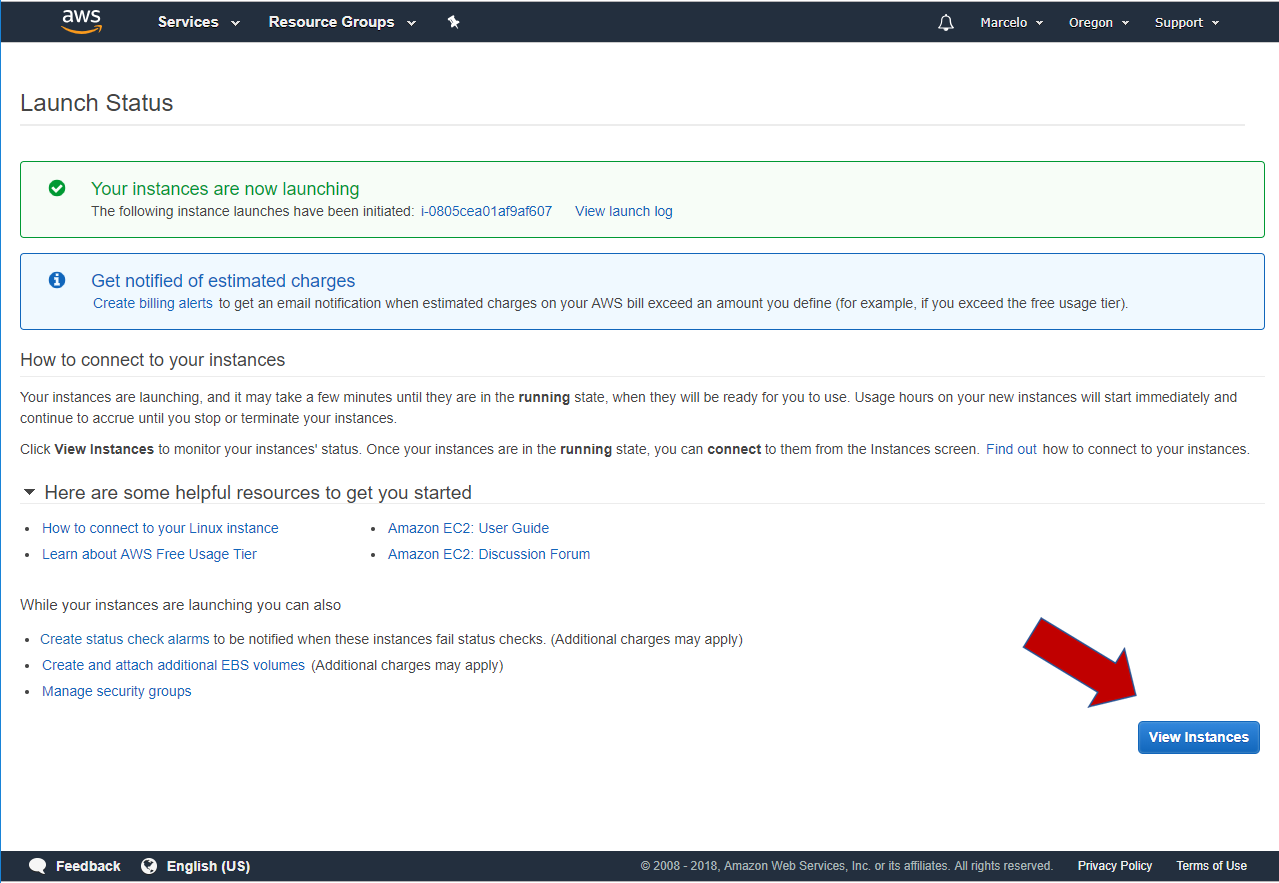 aws Services Resource Groups Marcelo Oregon Support
Launch Status
Your instances are now launching
The following instance launches have been initiated: i-0805cea01af9af607 View launch log
Get notified of estimated charges
Create billing alerts to get an email notification when estimated charges on your AWS bill exceed an amount you define (for example, if you exceed the free usage tier).
How to connect to your instances
Your instances are launching, and it may take a few minutes until they are in the running state, when they will be ready for you to use. Usage hours on your new instances will start immediately and
continue to accrue until you stop or terminate your instances.
Click View Instances to monitor your instances' status. Once your instances are in the running state, you can connect to them from the Instances screen. Find out how to connect to your instances.
Here are some helpful resources to get you started
• How to connect to your Linux instance • Amazon EC2: User Guide
• Learn about AWS Free Usage Tier • Amazon EC2: Discussion Forum
While your instances are launching you can also
• Create status check alarms to be notified when these instances fail status checks. (Additional charges may apply)
• Create and attach additional EBS volumes (Additional charges may apply)
• Manage security groups
View Instances
Feedback English (US) © 2008 - 2018, Amazon Web Services, Inc. or its affiliates. All rights reserved. Privacy Policy Terms of Use